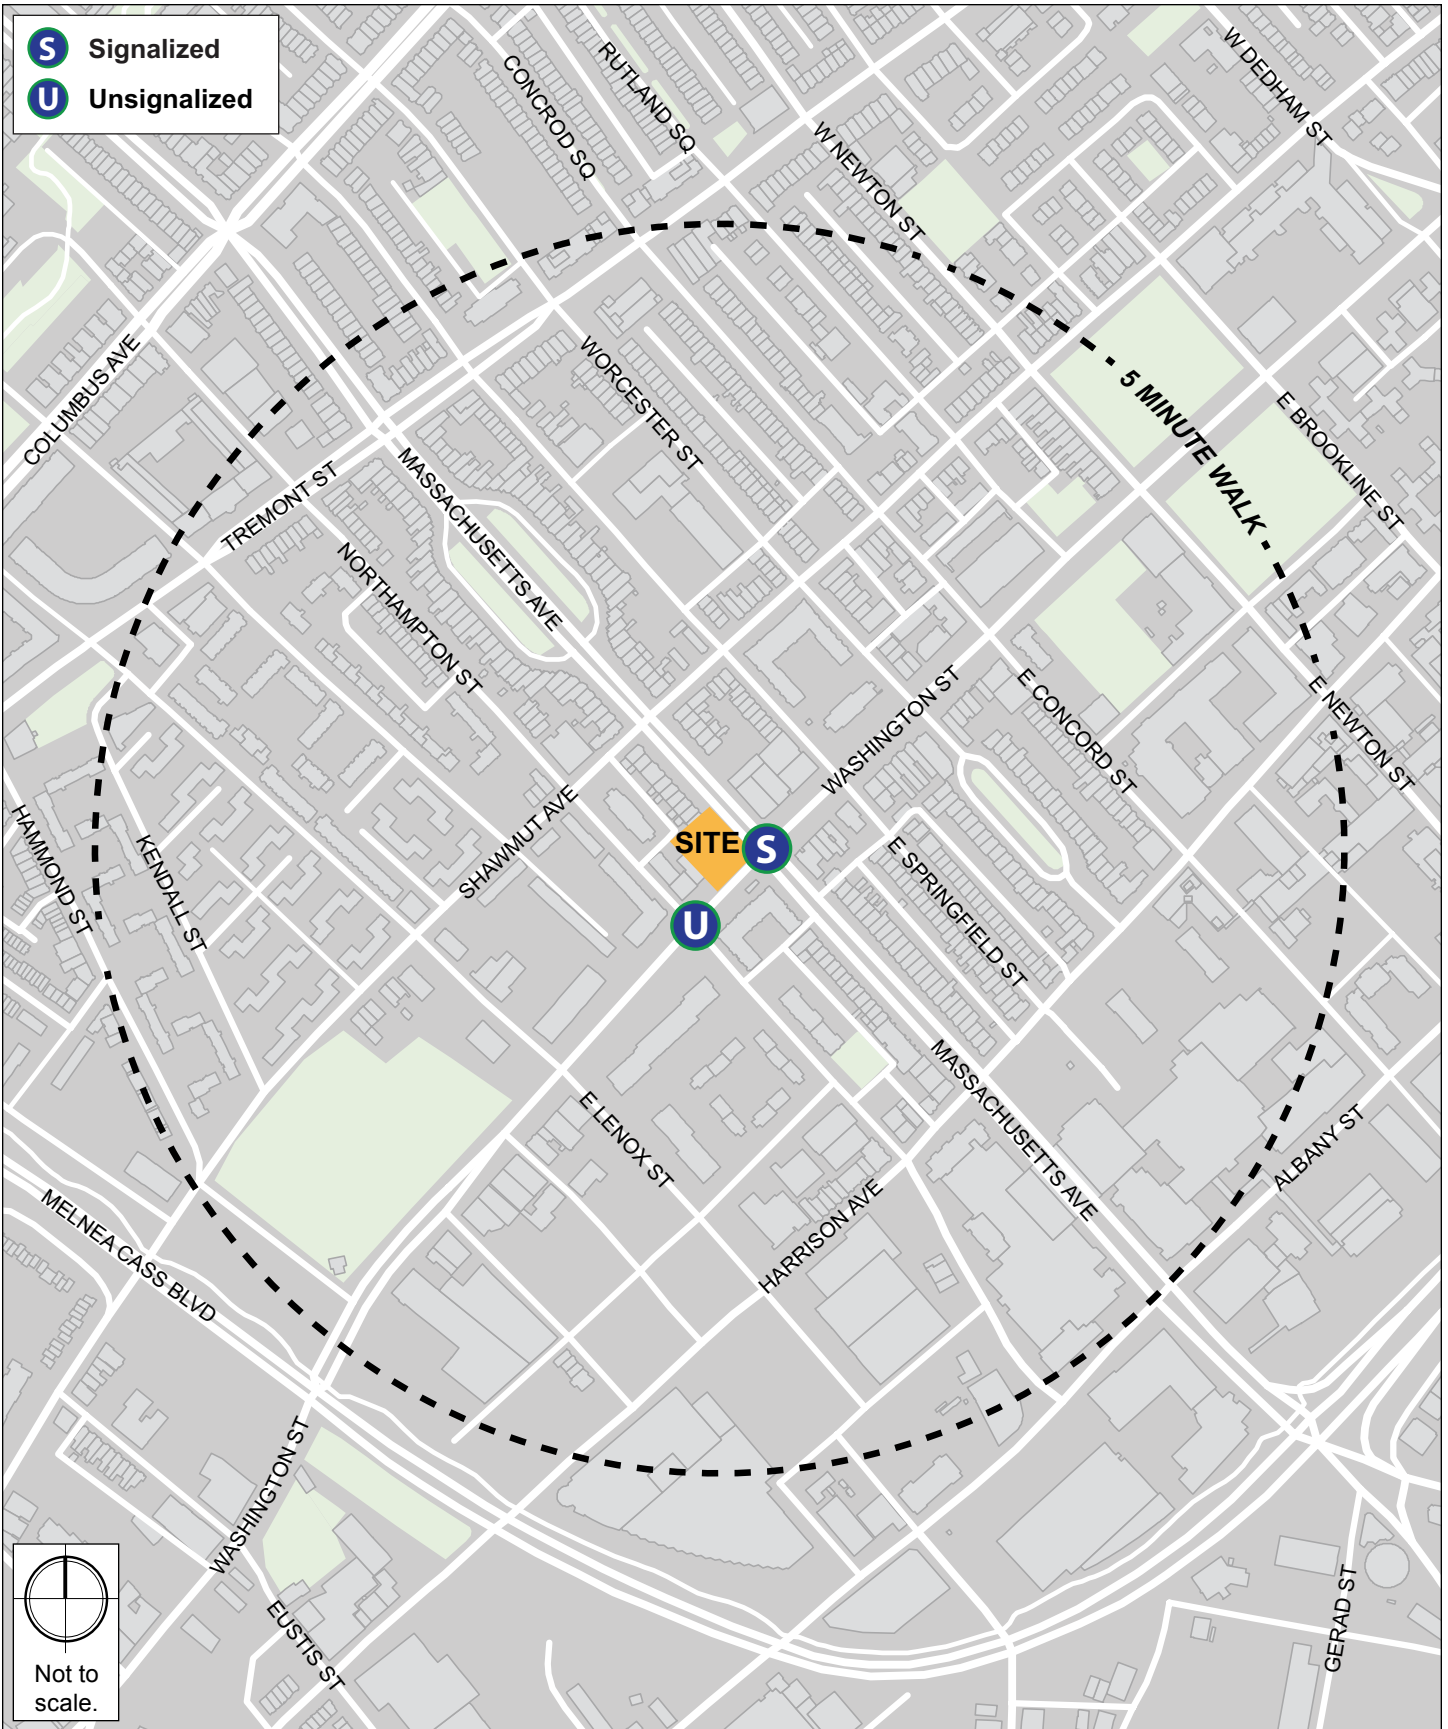 S Signalized
U Unsignalized
W DEDHAM ST
RUTLAND SQ
CONCROD SQ
W NEWTON ST
COLUMBUS AVE
WORCESTER ST
5 MINUTE WALK
E BROOKLINE ST
TREMONT ST
MASSACHUSETTS AVE
NORTHAMPTON ST
WASHINGTON ST
E CONCORD ST
E NEWTON ST
SHAWMUT AVE
HAMMOND ST
KENDALL ST
SITE
S
U
E SPRINGFIELD ST
MASSACHUSETTS AVE
E LENOX ST
ALBANY ST
HARRISON AVE
MELNEA CASS BLVD
WASHINGTON ST
EUSTIS ST
GERAD ST
Not to
scale.